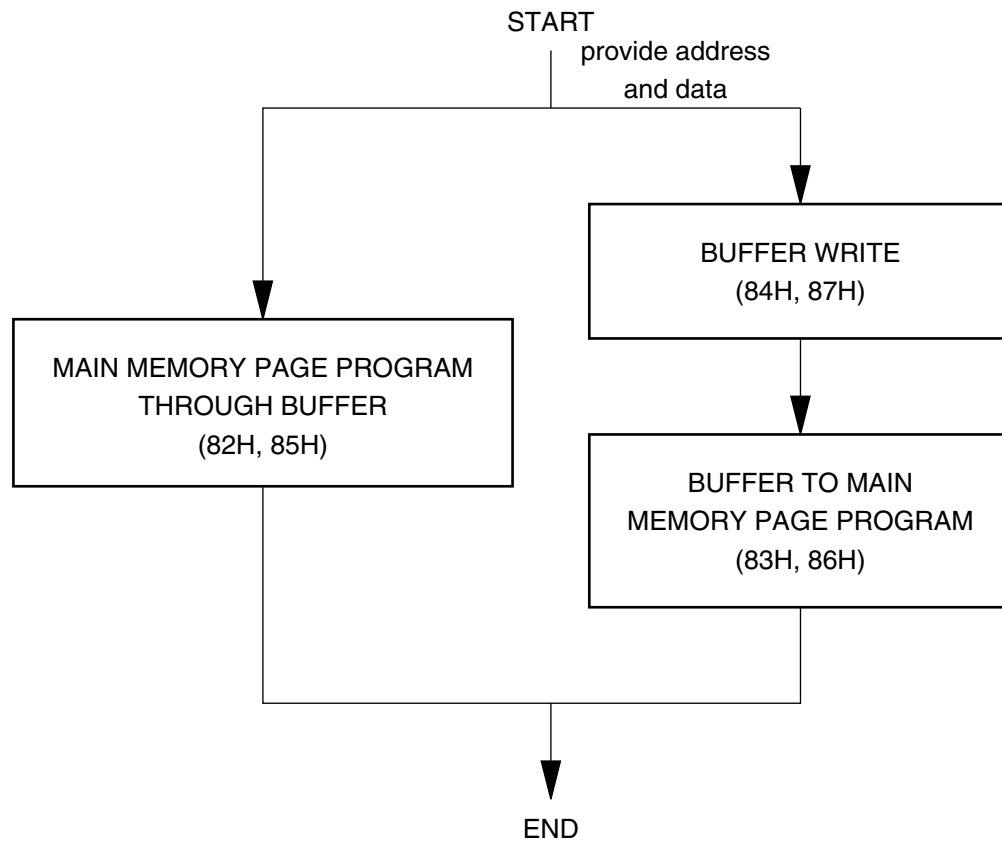 START
provide address
and data
BUFFER WRITE
(84H, 87H)
MAIN MEMORY PAGE PROGRAM
THROUGH BUFFER
(82H, 85H)
BUFFER TO MAIN
MEMORY PAGE PROGRAM
(83H, 86H)
END